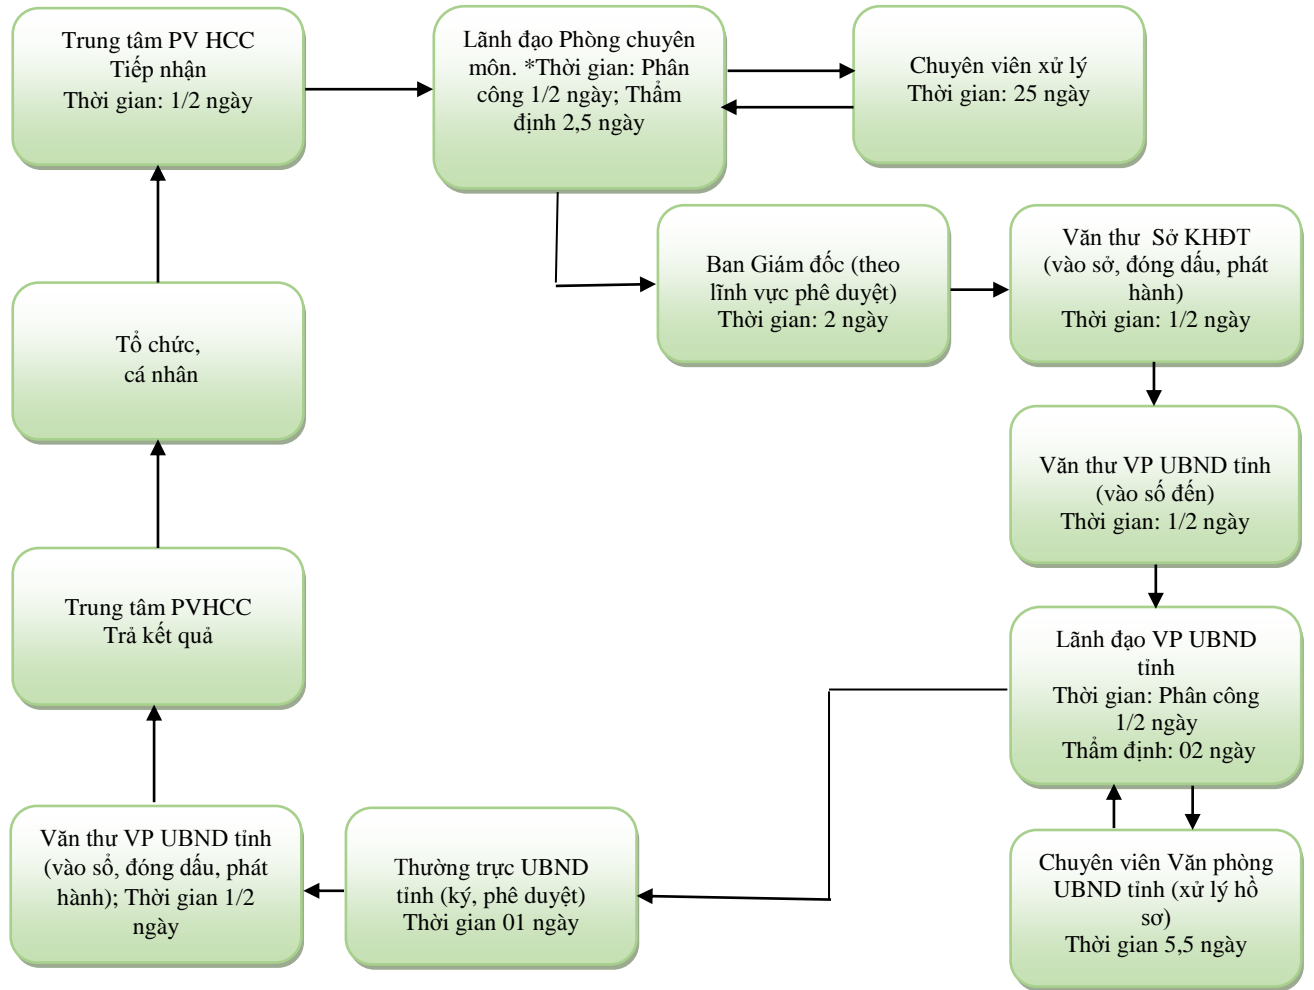 Trung tâm PV HCC
Tiếp nhận
Thời gian: 1/2 ngày
Lãnh đạo Phòng chuyên
môn. *Thời gian: Phân
công 1/2 ngày; Thẩm
định 2,5 ngày
Chuyên viên xử lý
Thời gian: 25 ngày
Ban Giám đốc (theo
lĩnh vực phê duyệt)
Thời gian: 2 ngày
Văn thư  Sở KHĐT
(vào sở, đóng dấu, phát
hành)
Thời gian: 1/2 ngày
Tổ chức,
cá nhân
Văn thư VP UBND tỉnh
(vào số đến)
Thời gian: 1/2 ngày
Trung tâm PVHCC
Trả kết quả
Lãnh đạo VP UBND
tỉnh
Thời gian: Phân công
1/2 ngày
Thẩm định: 02 ngày
Văn thư VP UBND tỉnh
(vào sổ, đóng dấu, phát
hành); Thời gian 1/2
ngày
Thường trực UBND
tỉnh (ký, phê duyệt)
Thời gian 01 ngày
Chuyên viên Văn phòng
UBND tỉnh (xử lý hồ
sơ)
Thời gian 5,5 ngày